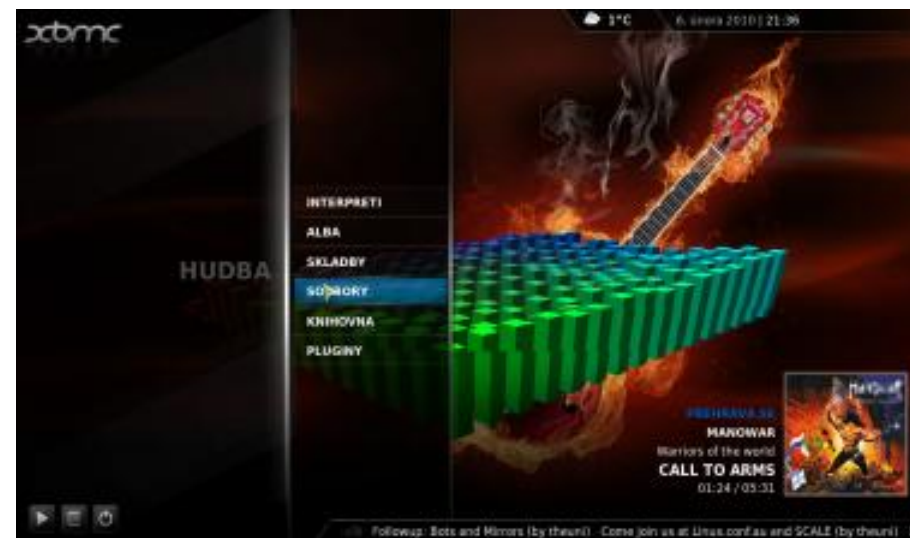 xbmc
1°C
6. února 2010 | 21:36
INTERPRETI
ALBA
SKLADBY
HUDBA
SOUBORY
KNIHOVNA
PLUGINY
PŘEHRÁVÁ SE
MANOWAR
Warriors of the world
CALL TO ARMS
01:24 / 05:31
Followup: Bots and Mirrors (by theuni) - Come join us at Linux.conf.au and SCALE (by theuni)